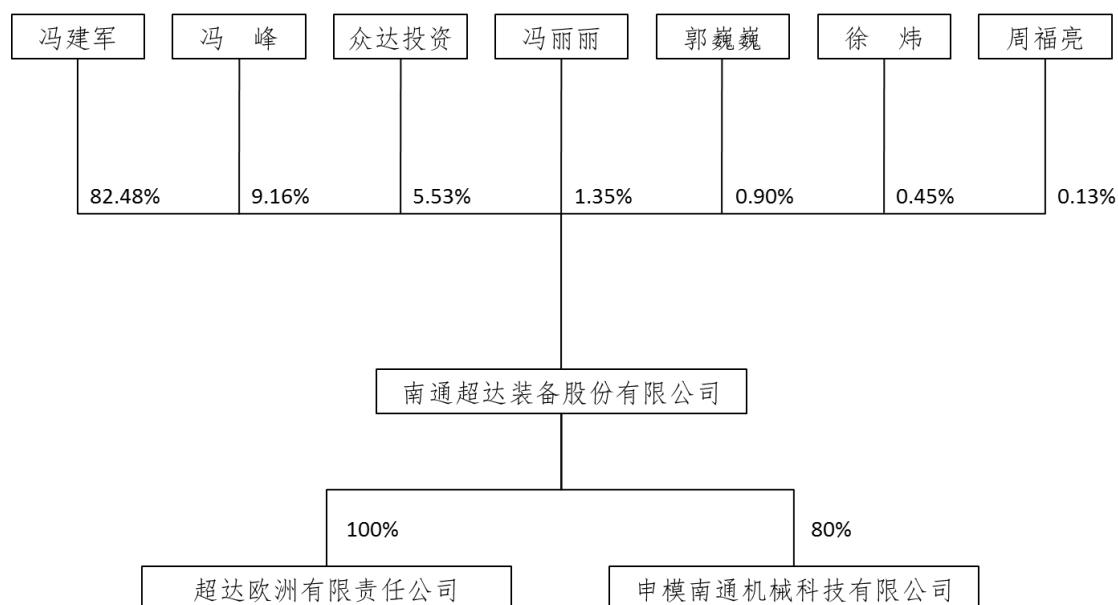 冯建军 冯　峰 众达投资 冯丽丽 郭巍巍 徐　炜 周福亮
82.48% 9.16% 5.53% 1.35% 0.90% 0.45% 0.13%
南通超达装备股份有限公司
100% 80%
超达欧洲有限责任公司 申模南通机械科技有限公司